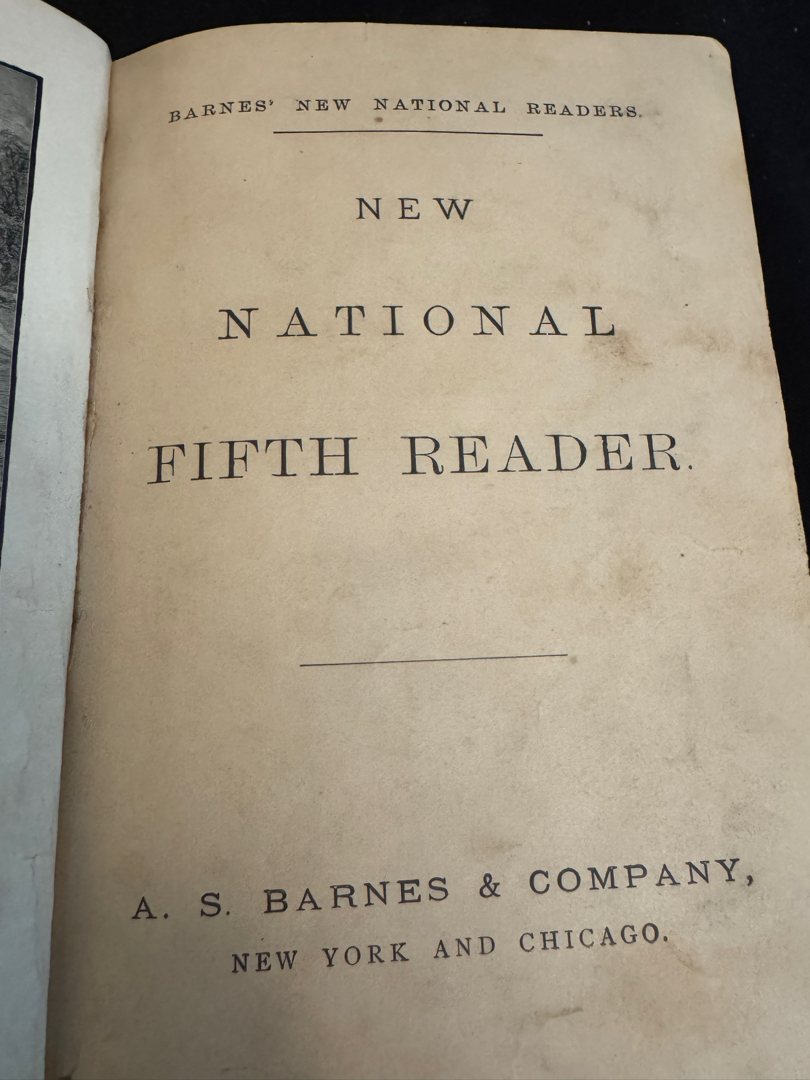 BARNES' NEW NATIONAL READERS.
NEW
NATIONAL
FIFTH READER.
A. S. BARNES & COMPANY,
NEW YORK AND CHICAGO.